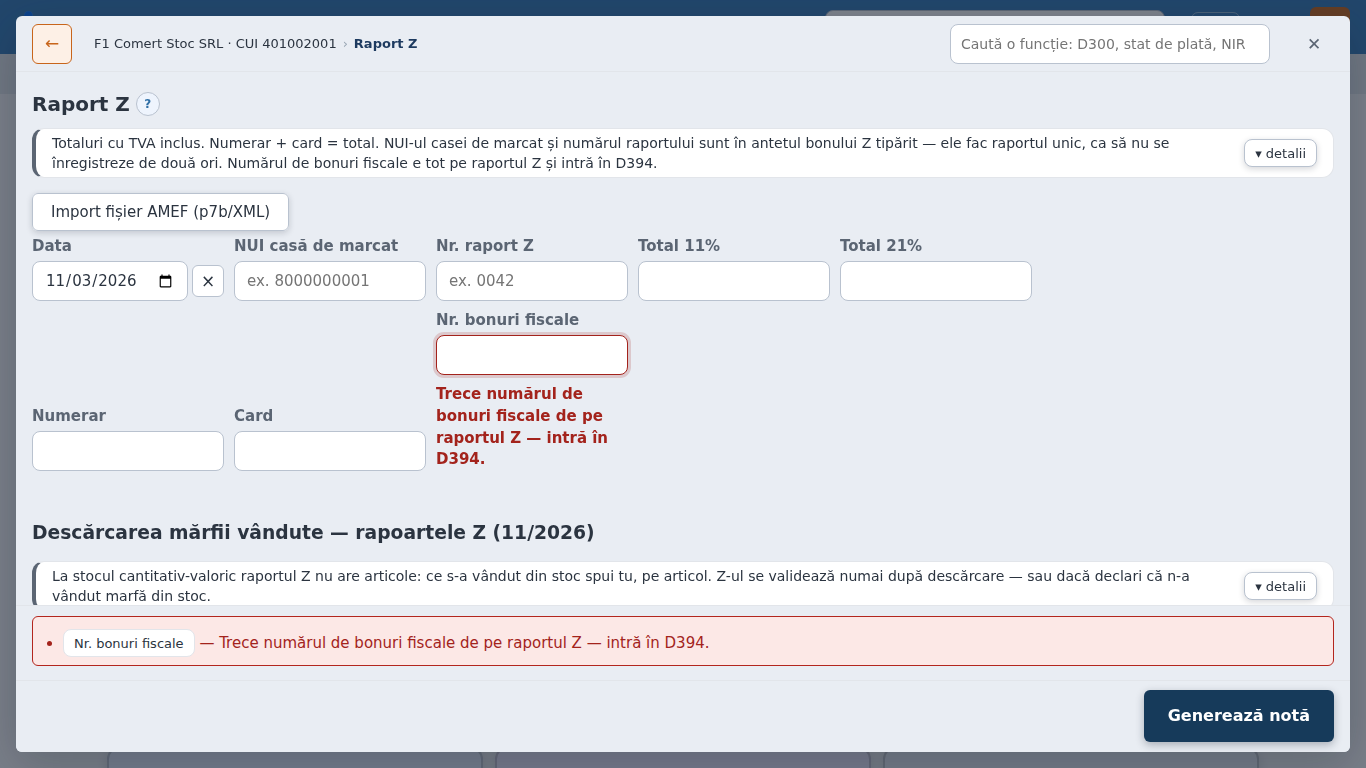 ←
F1 Comert Stoc SRL · CUI 401002001 › Raport Z
Caută o funcție: D300, stat de plată, NIR
✕
Raport Z ?
Totaluri cu TVA inclus. Numerar + card = total. NUI-ul casei de marcat și numărul raportului sunt în antetul bonului Z tipărit — ele fac raportul unic, ca să nu se
înregistreze de două ori. Numărul de bonuri fiscale e tot pe raportul Z și intră în D394.
▾ detalii
Import fișier AMEF (p7b/XML)
Data
NUI casă de marcat
Nr. raport Z
Total 11%
Total 21%
11/03/2026
✕
ex. 8000000001
ex. 0042
Nr. bonuri fiscale
Trece numărul de
bonuri fiscale de pe
raportul Z — intră în
D394.
Numerar
Card
Descărcarea mărfii vândute — rapoartele Z (11/2026)
La stocul cantitativ-valoric raportul Z nu are articole: ce s-a vândut din stoc spui tu, pe articol. Z-ul se validează numai după descărcare — sau dacă declari că n-a
vândut marfă din stoc.
▾ detalii
• Nr. bonuri fiscale — Trece numărul de bonuri fiscale de pe raportul Z — intră în D394.
Generează notă